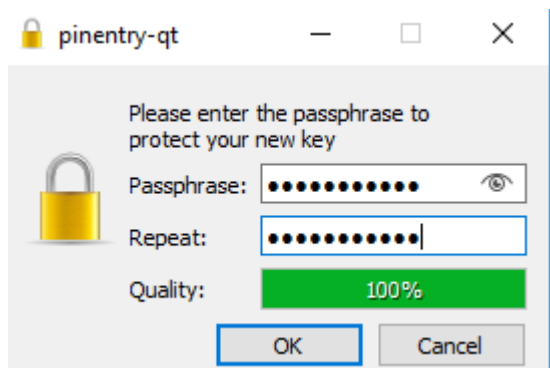 pinentry-qt
Please enter the passphrase to
protect your new key
Passphrase: ●●●●●●●●●●●
Repeat: ●●●●●●●●●●●
Quality: 100%
OK Cancel